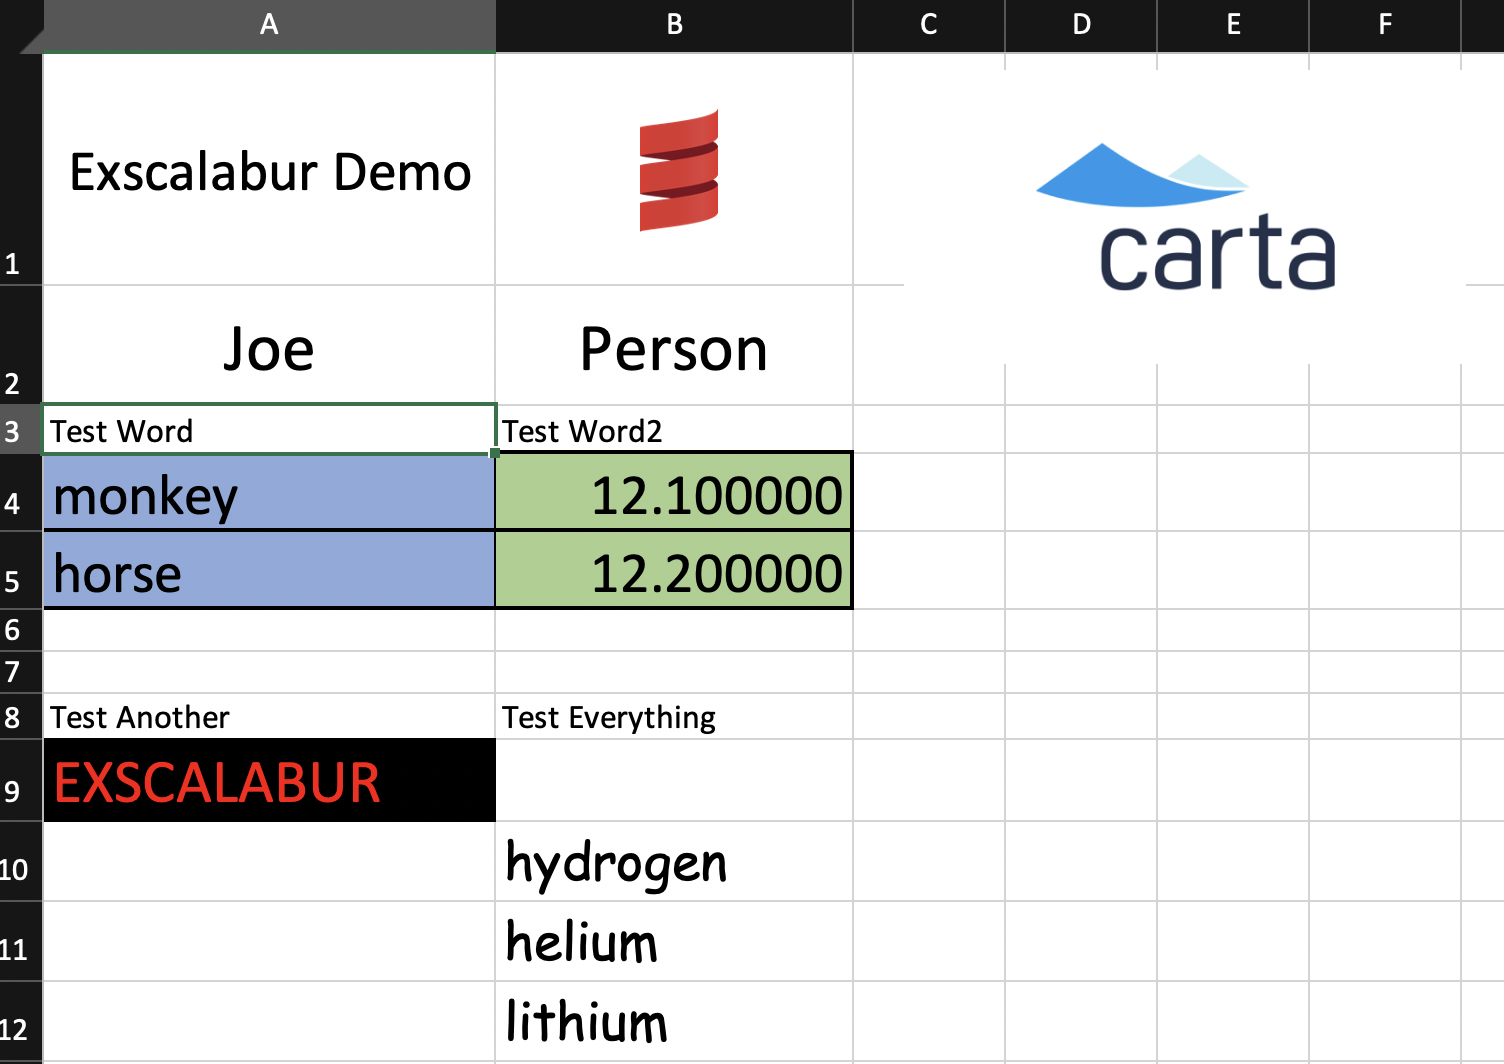 A B C D E F
1 Exscalabur Demo carta
2 Joe Person
3 Test Word Test Word2
4 monkey 12.100000
5 horse 12.200000
6
7
8 Test Another Test Everything
9 EXSCALABUR
10 hydrogen
11 helium
12 lithium